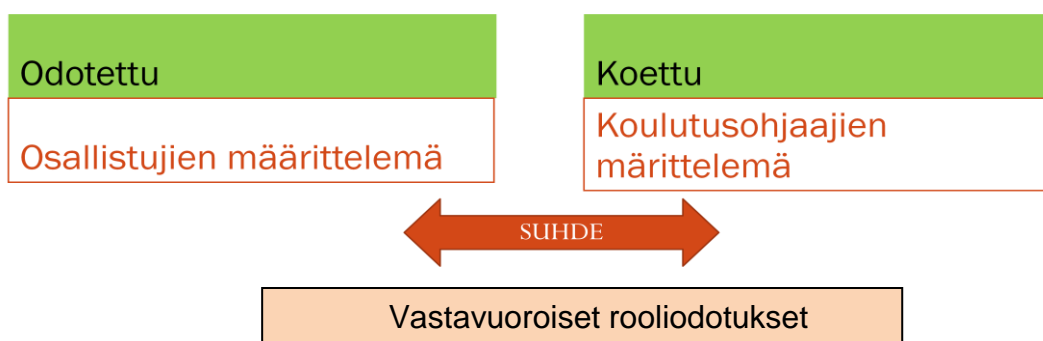 Odotettu
Osallistujien määrittelemä
Koettu
Koulutusohjaajien
märittelemä
SUHDE
Vastavuoroiset rooliodotukset